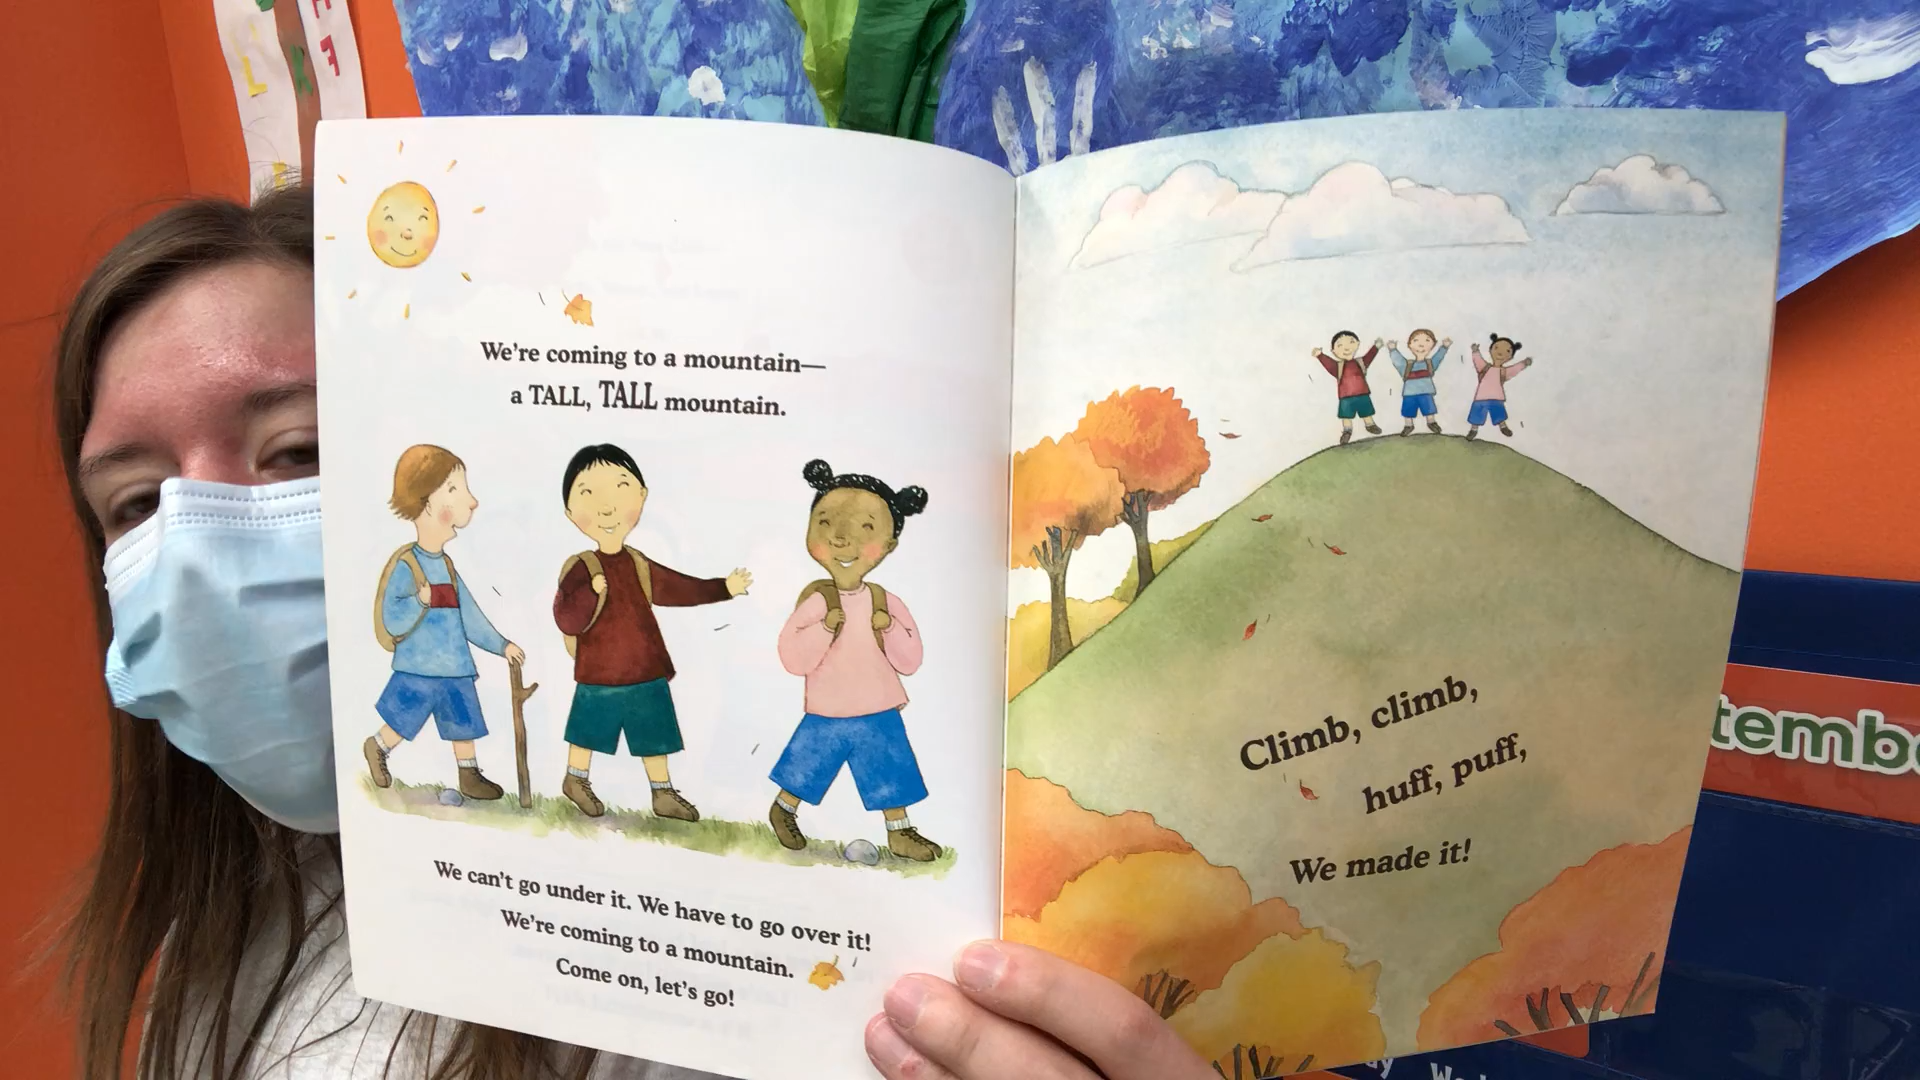 We're coming to a mountain—
a TALL, TALL mountain.
We can't go under it. We have to go over it!
We're coming to a mountain.
Come on, let's go!
Climb, climb,
huff, puff,
We made it!
L
K